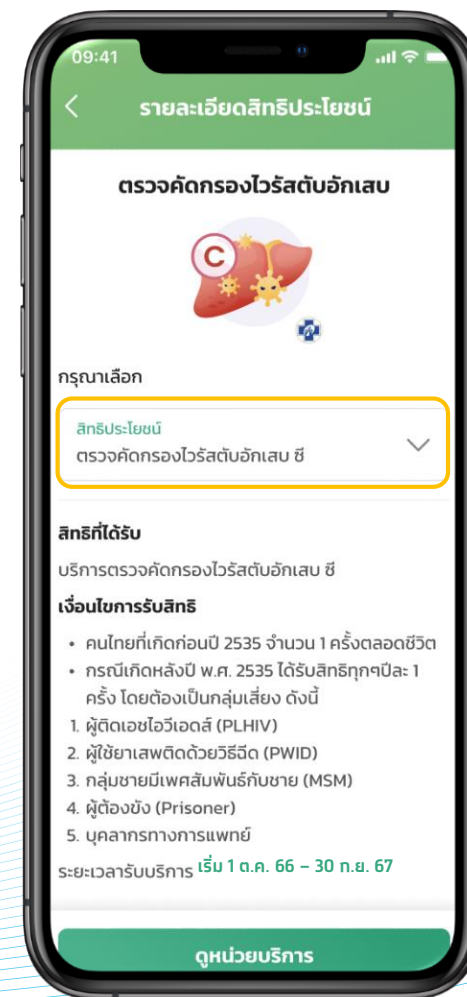 09:41
รายละเอียดสิทธิประโยชน์
ตรวจคัดกรองไวรัสตับอักเสบ
C
กรุณาเลือก
สิทธิประโยชน์
ตรวจคัดกรองไวรัสตับอักเสบ ซี
สิทธิที่ได้รับ
บริการตรวจคัดกรองไวรัสตับอักเสบ ซี
เงื่อนไขการรับสิทธิ
• คนไทยที่เกิดก่อนปี 2535 จำนวน 1 ครั้งตลอดชีวิต
• กรณีเกิดหลังปี พ.ศ. 2535 ได้รับสิทธิทุกๆปีละ 1
ครั้ง โดยต้องเป็นกลุ่มเสี่ยง ดังนี้
1. ผู้ติดเอชไอวีเอดส์ (PLHIV)
2. ผู้ใช้ยาเสพติดด้วยวิธีฉีด (PWID)
3. กลุ่มชายมีเพศสัมพันธ์กับชาย (MSM)
4. ผู้ต้องขัง (Prisoner)
5. บุคลากรทางการแพทย์
ระยะเวลารับบริการ เริ่ม 1 ต.ค. 66 – 30 ก.ย. 67
ดูหน่วยบริการ